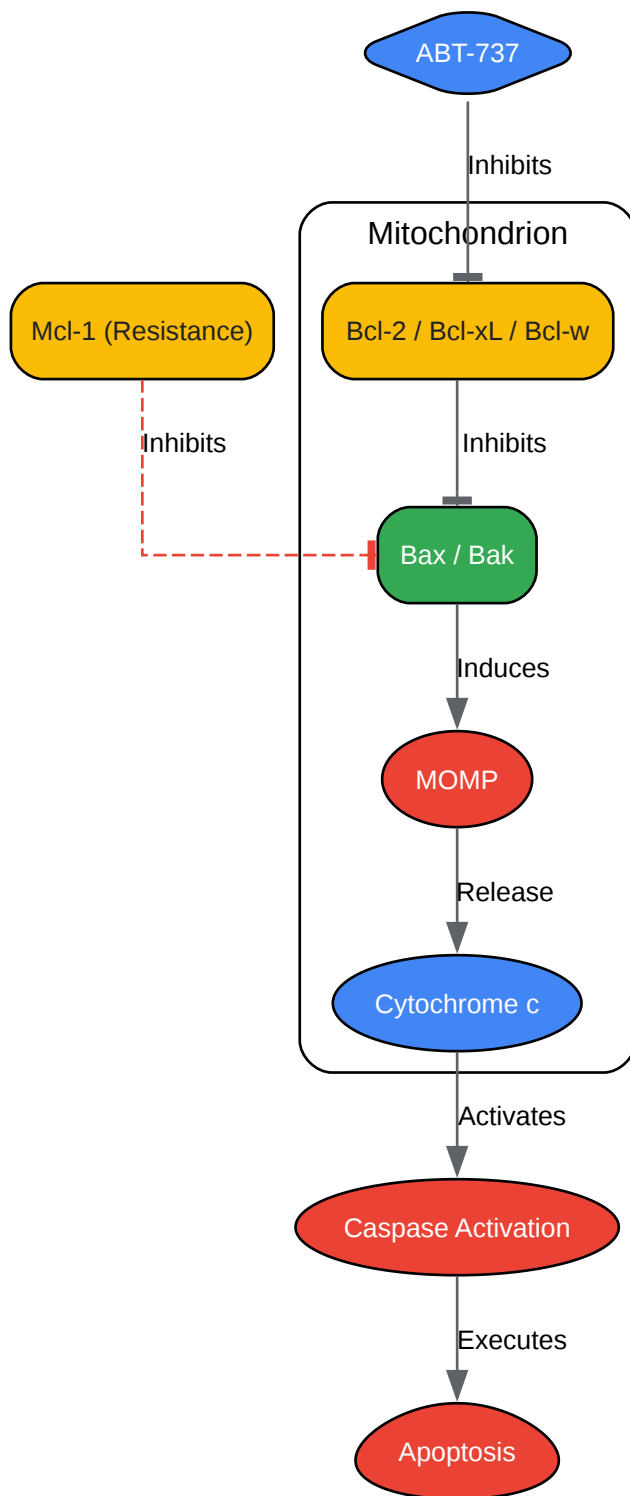 ABT-737
Inhibits
Mitochondrion
Mcl-1 (Resistance)
Bcl-2 / Bcl-xL / Bcl-w
Inhibits
Inhibits
Bax / Bak
Induces
MOMP
Release
Cytochrome c
Activates
Caspase Activation
Executes
Apoptosis